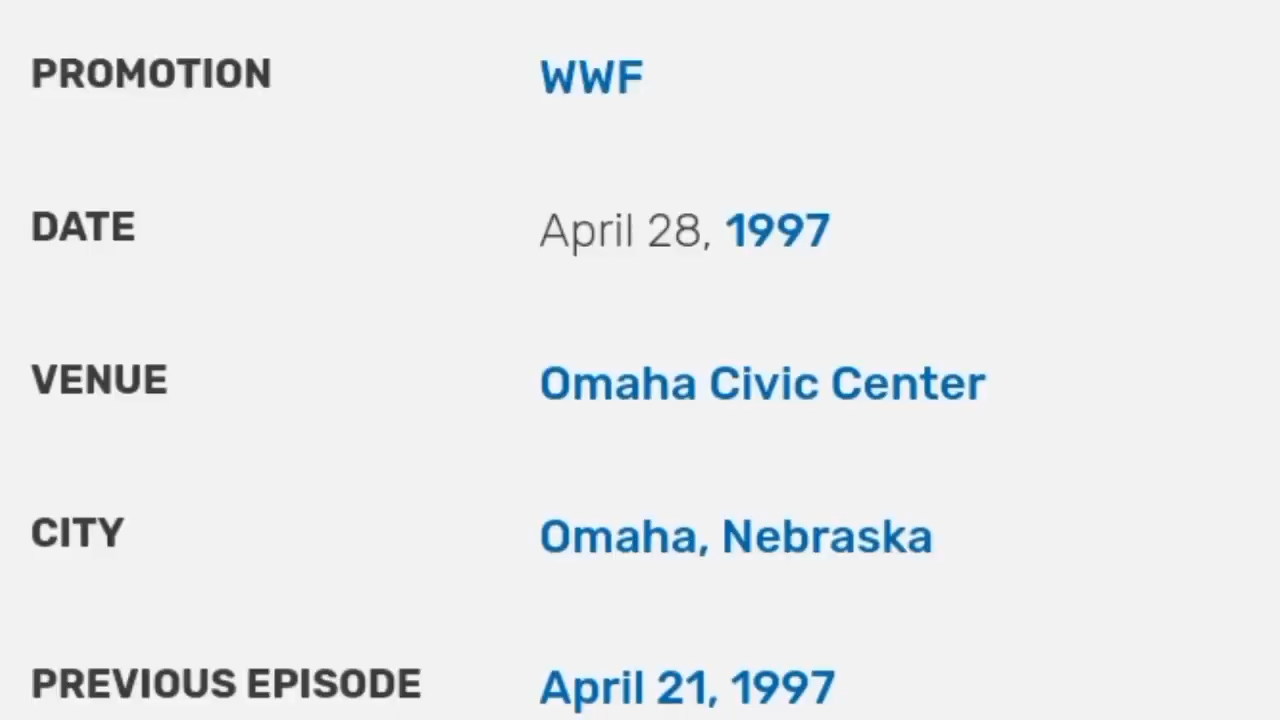 PROMOTION WWF
DATE April 28, 1997
VENUE Omaha Civic Center
CITY Omaha, Nebraska
PREVIOUS EPISODE April 21, 1997